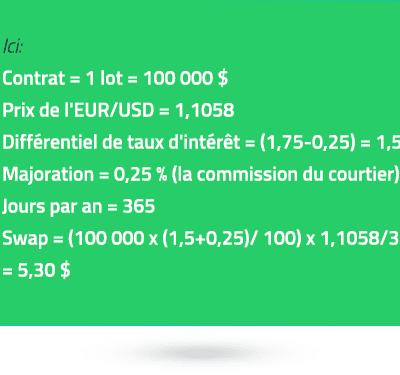 Ici:
Contrat = 1 lot = 100 000 $
Prix de l'EUR/USD = 1,1058
Différentiel de taux d'intérêt = (1,75-0,25) = 1,5
Majoration = 0,25 % (la commission du courtier)
Jours par an = 365
Swap = (100 000 x (1,5+0,25)/ 100) x 1,1058/3
= 5,30 $